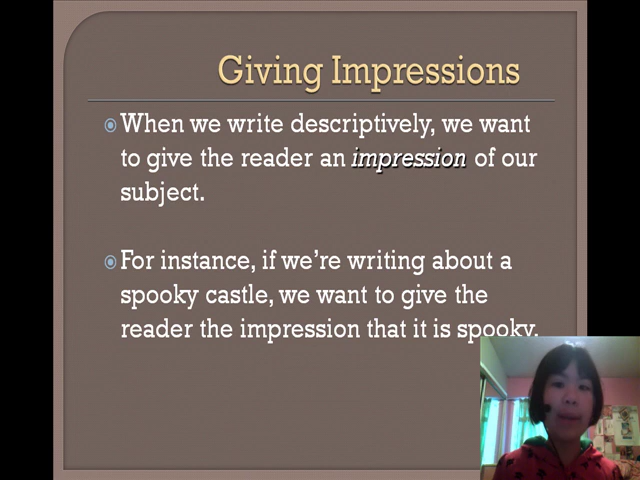 Giving Impressions
When we write descriptively, we want
to give the reader an impression of our
subject.
For instance, if we're writing about a
spooky castle, we want to give the
reader the impression that it is spooky.